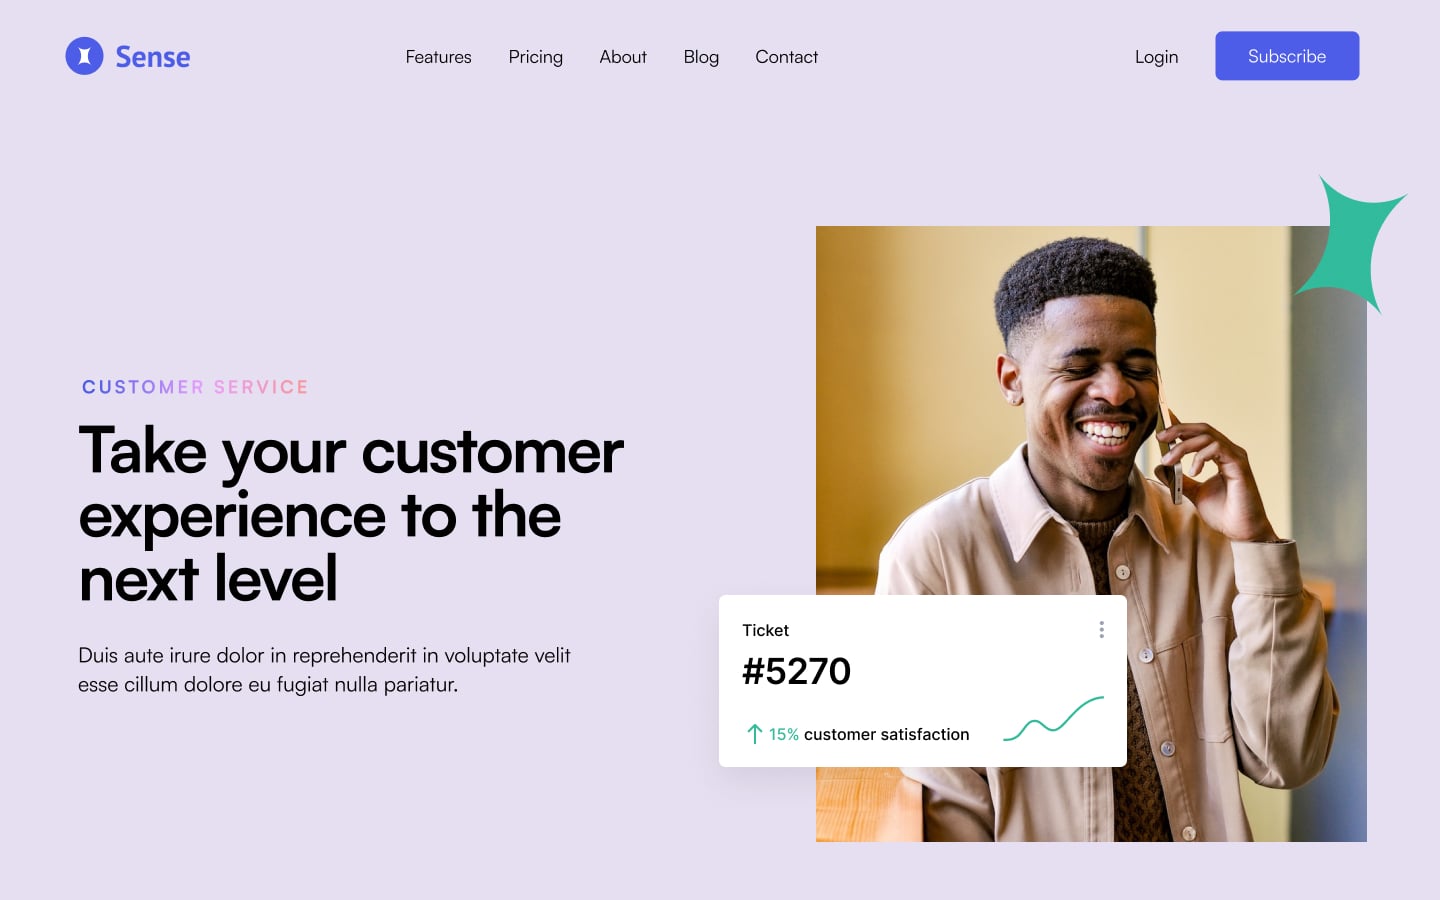 Sense
Features Pricing About Blog Contact
Login Subscribe
CUSTOMER SERVICE
Take your customer
experience to the
next level
Duis aute irure dolor in reprehenderit in voluptate velit
esse cillum dolore eu fugiat nulla pariatur.
Ticket
#5270
15% customer satisfaction